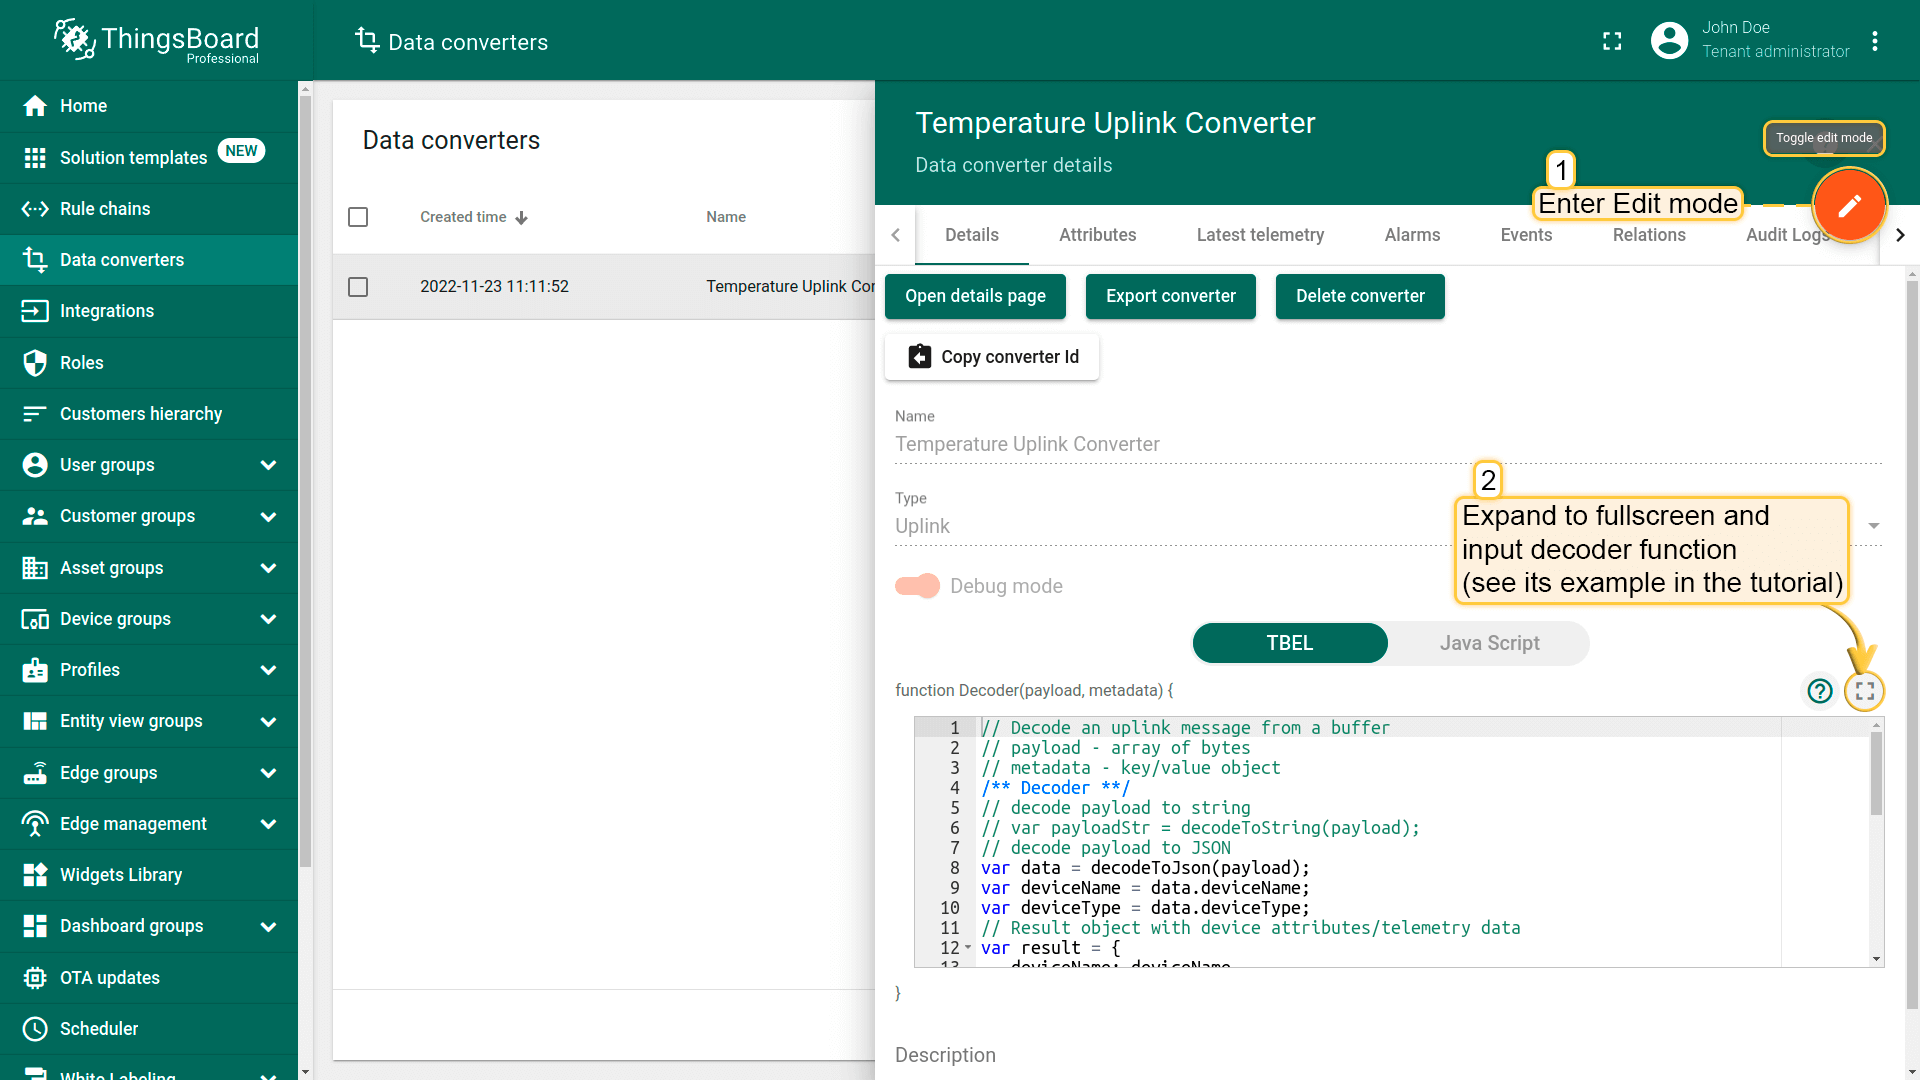 ThingsBoard
Professional
Data converters
John Doe
Tenant administrator
Home
Solution templates NEW
Rule chains
Data converters
Integrations
Roles
Customers hierarchy
User groups
Customer groups
Asset groups
Device groups
Profiles
Entity view groups
Edge groups
Edge management
Widgets Library
Dashboard groups
OTA updates
Scheduler
White Labeling
Data converters
Created time
Name
2022-11-23 11:11:52
Temperature Uplink Cor
Temperature Uplink Converter
Data converter details
Toggle edit mode
1
Enter Edit mode
Details
Attributes
Latest telemetry
Alarms
Events
Relations
Audit Logs
Open details page
Export converter
Delete converter
Copy converter Id
Name
Temperature Uplink Converter
Type
Uplink
2
Expand to fullscreen and
input decoder function
(see its example in the tutorial)
Debug mode
TBEL
Java Script
function Decoder(payload, metadata) {
1 // Decode an uplink message from a buffer
2 // payload - array of bytes
3 // metadata - key/value object
4 /** Decoder **/
5 // decode payload to string
6 // var payloadStr = decodeToString(payload);
7 // decode payload to JSON
8 var data = decodeToJson(payload);
9 var deviceName = data.deviceName;
10 var deviceType = data.deviceType;
11 // Result object with device attributes/telemetry data
12 var result = {
13 deviceName: deviceName
}
Description